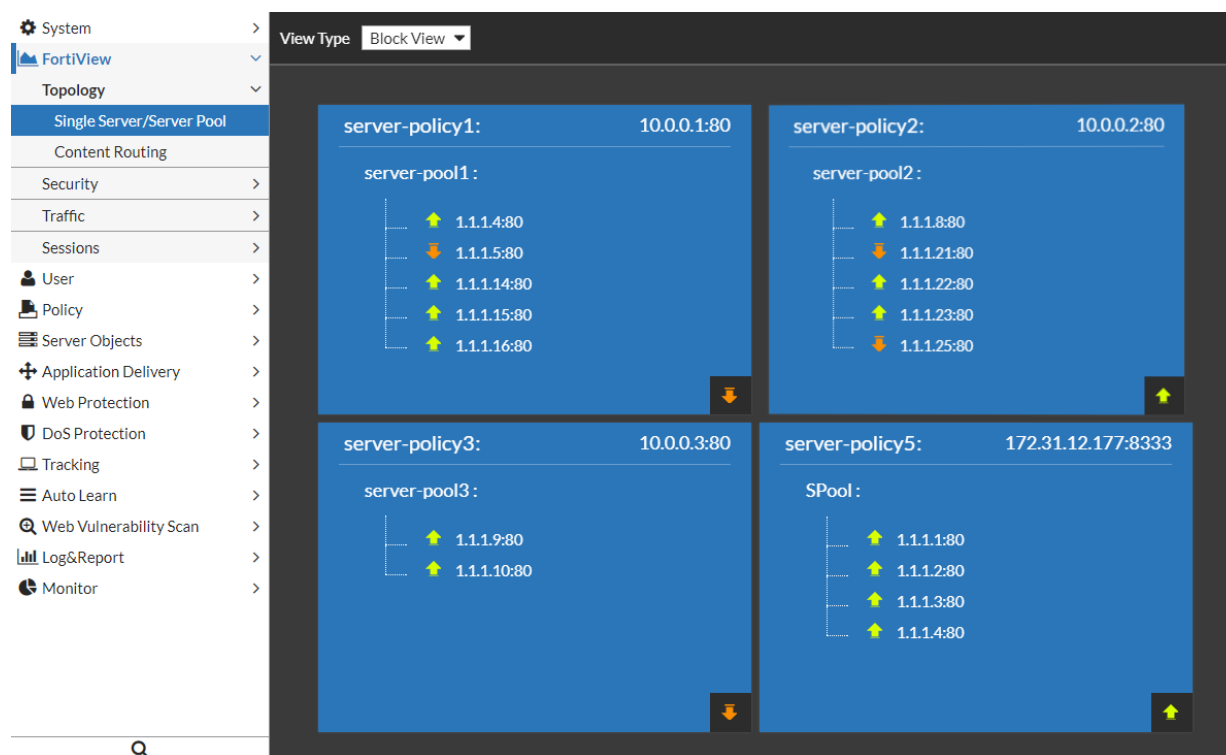 System
FortiView
Topology
Single Server/Server Pool
Content Routing
Security
Traffic
Sessions
User
Policy
Server Objects
Application Delivery
Web Protection
DoS Protection
Tracking
Auto Learn
Web Vulnerability Scan
Log&Report
Monitor
View Type Block View
server-policy1: 10.0.0.1:80
server-pool1 :
1.1.1.4:80
1.1.1.5:80
1.1.1.14:80
1.1.1.15:80
1.1.1.16:80
server-policy2: 10.0.0.2:80
server-pool2 :
1.1.1.8:80
1.1.1.21:80
1.1.1.22:80
1.1.1.23:80
1.1.1.25:80
server-policy3: 10.0.0.3:80
server-pool3 :
1.1.1.9:80
1.1.1.10:80
server-policy5: 172.31.12.177:8333
SPool :
1.1.1.1:80
1.1.1.2:80
1.1.1.3:80
1.1.1.4:80